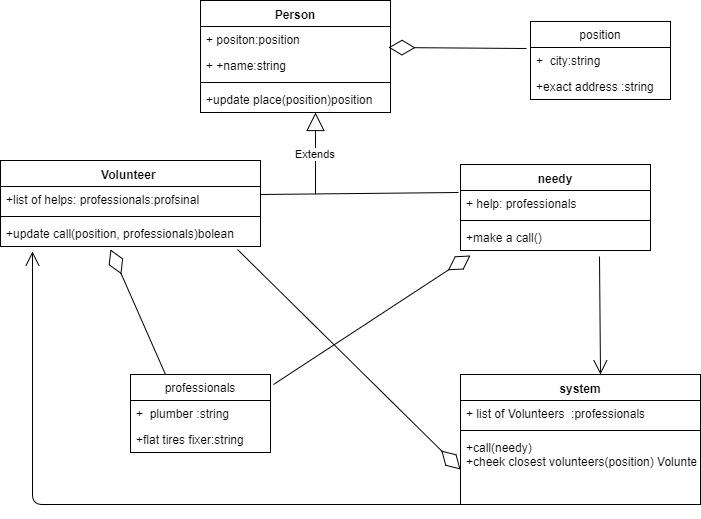 Person
+ positon:position
+ +name:string
+update place(position)position
position
+ city:string
+exact address :string
Extends
Volunteer
+list of helps: professionals:profsinal
+update call(position, professionals)bolean
needy
+ help: professionals
+make a call()
professionals
+ plumber :string
+flat tires fixer:string
system
+ list of Volunteers :professionals
+call(needy)
+cheek closest volunteers(position) Volunte